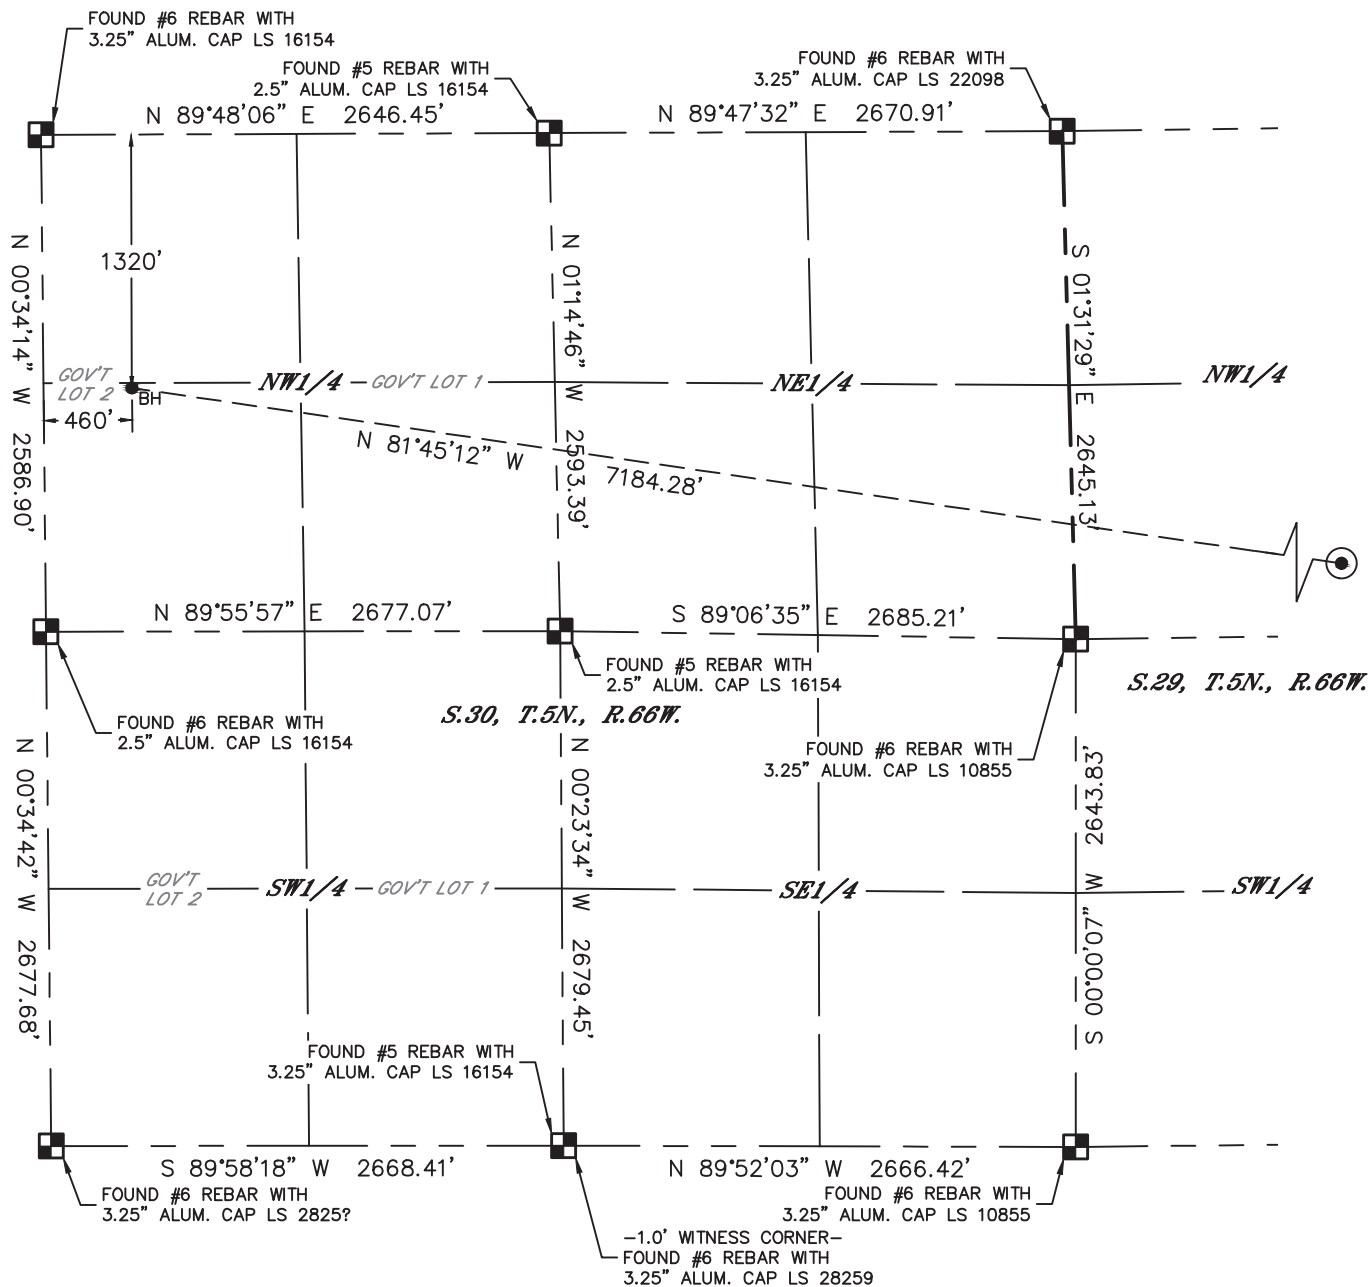 FOUND #6 REBAR WITH
3.25" ALUM. CAP LS 16154
FOUND #5 REBAR WITH
2.5" ALUM. CAP LS 16154
FOUND #6 REBAR WITH
3.25" ALUM. CAP LS 22098
N 89°48'06" E 2646.45'
N 89°47'32" E 2670.91'
N 00°34'14" W 2586.90'
1320'
N 01°14'46" W 2593.39'
S 01°31'29" E 2645.13'
GOV'T
LOT 2
NW1/4
GOV'T LOT 1
NE1/4
NW1/4
BH
460'
N 81°45'12" W 7184.28'
N 89°55'57" E 2677.07'
S 89°06'35" E 2685.21'
FOUND #5 REBAR WITH
2.5" ALUM. CAP LS 16154
S.29, T.5N., R.66W.
S.30, T.5N., R.66W.
FOUND #6 REBAR WITH
2.5" ALUM. CAP LS 16154
FOUND #6 REBAR WITH
3.25" ALUM. CAP LS 10855
N 00°34'42" W 2677.68'
N 00°23'34" W 2679.45'
S 00°00'07" W 2643.83'
GOV'T
LOT 2
SW1/4
GOV'T LOT 1
SE1/4
SW1/4
FOUND #5 REBAR WITH
3.25" ALUM. CAP LS 16154
S 89°58'18" W 2668.41'
N 89°52'03" W 2666.42'
FOUND #6 REBAR WITH
3.25" ALUM. CAP LS 2825?
FOUND #6 REBAR WITH
3.25" ALUM. CAP LS 10855
-1.0' WITNESS CORNER-
FOUND #6 REBAR WITH
3.25" ALUM. CAP LS 28259